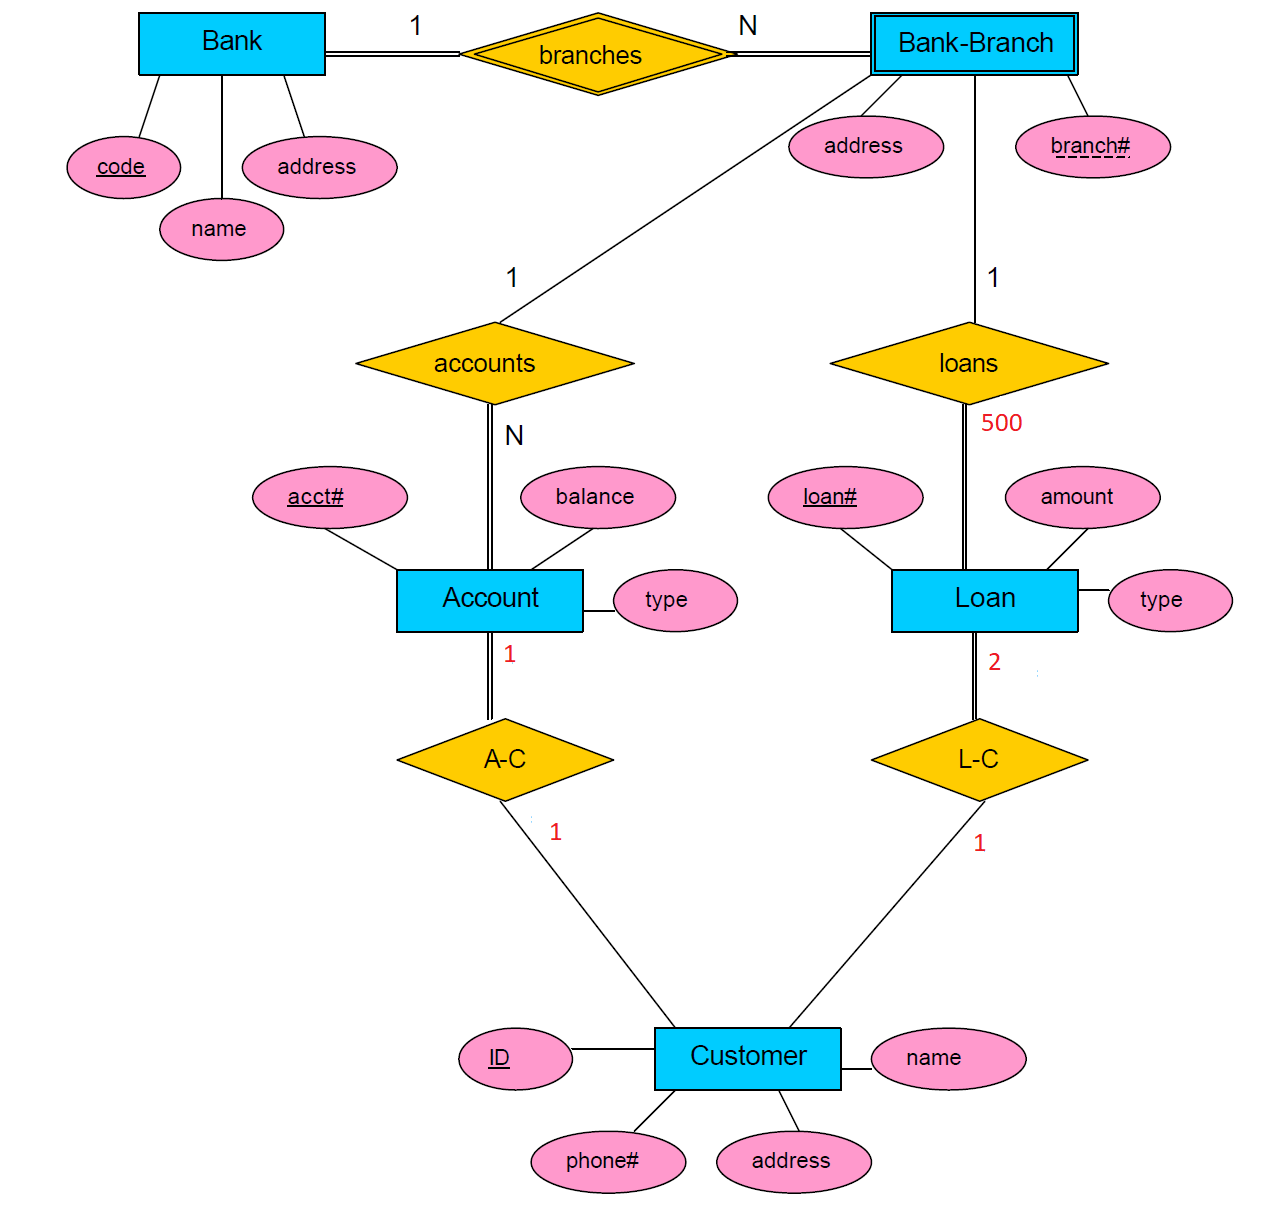 Bank
1
branches
N
Bank-Branch
code
name
address
address
branch#
1
1
accounts
loans
N
500
acct#
balance
loan#
amount
Account
type
Loan
type
1
2
A-C
L-C
1
1
ID
Customer
name
phone#
address